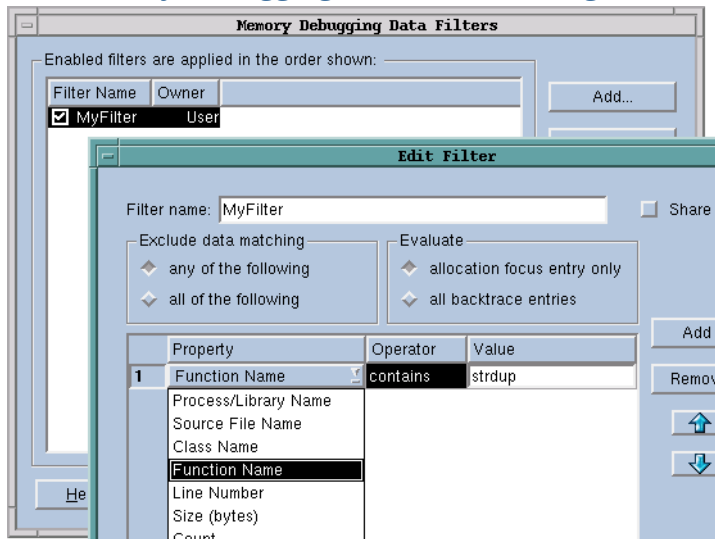 Memory Debugging Data Filters
Enabled filters are applied in the order shown:
Filter Name Owner
Add...
MyFilter User
Edit Filter
Filter name: MyFilter
Share
Exclude data matching
Evaluate
any of the following
allocation focus entry only
all of the following
all backtrace entries
Add
Property Operator Value
1 Function Name contains strdup
Remov
Process/Library Name
Source File Name
Class Name
Function Name
Line Number
He
Size (bytes)
Count